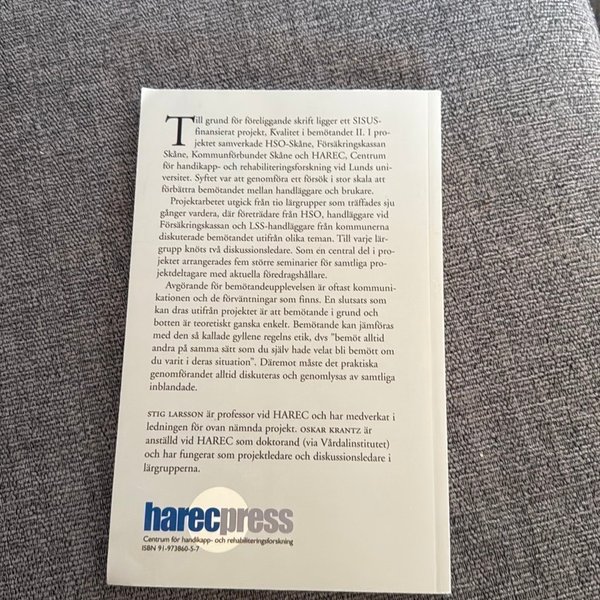 Till grund för föreliggande skrift ligger ett SISUS-
finansierat projekt, Kvalitet i bemötandet II. I pro-
jektet samverkade HSO-Skåne, Försäkringskassan
Skåne, Kommunförbundet Skåne och HAREC, Centrum
för handikapp- och rehabiliteringsforskning vid Lunds uni-
versitet. Syftet var att genomföra ett försök i stor skala att
förbättra bemötandet mellan handläggare och brukare.
Projektarbetet utgick från tio lärgrupper som träffades sju
gånger vardera, där företrädare från HSO, handläggare vid
Försäkringskassan och LSS-handläggare från kommunerna
diskuterade bemötandet utifrån olika teman. Till varje lär-
grupp knöts två diskussionsledare. Som en central del i pro-
jektet arrangerades fem större seminarier för samtliga pro-
jektdeltagare med aktuella föredragshållare.
Avgörande för bemötandeupplevelsen är oftast kommuni-
kationen och de förväntningar som finns. En slutsats som
kan dras utifrån projektet är att bemötande i grund och
botten är teoretiskt ganska enkelt. Bemötande kan jämföras
med den så kallade gyllene regelns etik, dvs "bemöt alltid
andra på samma sätt som du själv hade velat bli bemött om
du varit i deras situation". Däremot måste det praktiska
genomförandet alltid diskuteras och genomlysas av samtliga
inblandade.
STIG LARSSON är professor vid HAREC och har medverkat i
ledningen för ovan nämnda projekt. OSKAR KRANTZ är
anställd vid HAREC som doktorand (via Vårdalinstitutet)
och har fungerat som projektledare och diskussionsledare i
lärgrupperna.
harecpress
Centrum för handikapp- och rehabiliteringsforskning
ISBN 91-973860-5-7